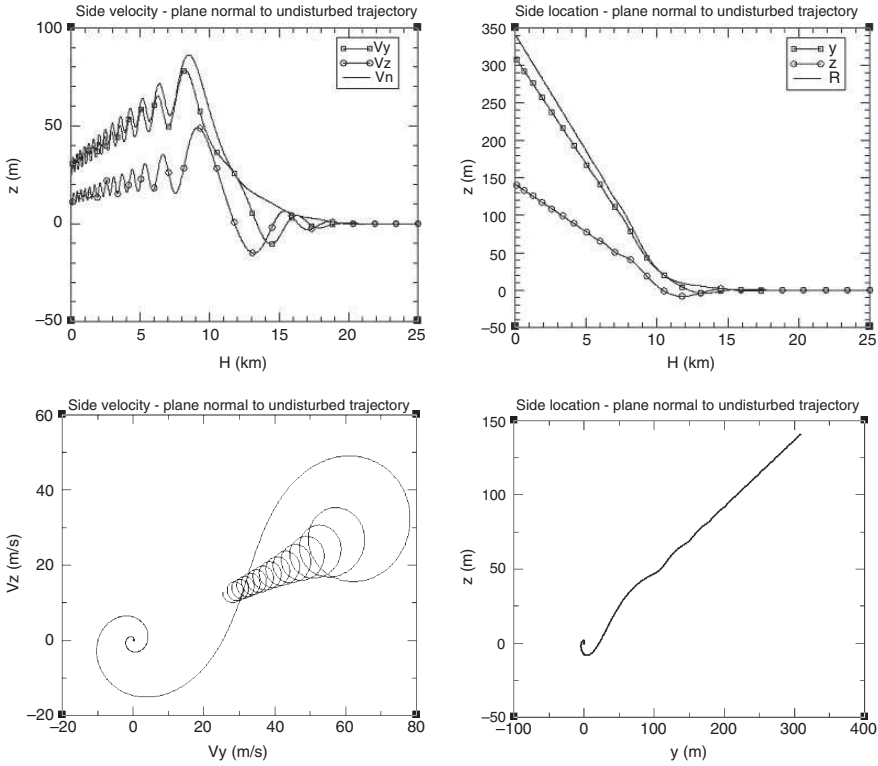 Side velocity - plane normal to undisturbed trajectory
100
50
0
−50
z (m)
Vy
Vz
Vn
0 5 10 15 20 25
H (km)
Side location - plane normal to undisturbed trajectory
350
300
250
200
150
100
50
0
−50
z (m)
y
z
R
0 5 10 15 20 25
H (km)
Side velocity - plane normal to undisturbed trajectory
60
40
20
0
−20
Vz (m/s)
−20 0 20 40 60 80
Vy (m/s)
Side location - plane normal to undisturbed trajectory
150
100
50
0
−50
z (m)
−100 0 100 200 300 400
y (m)